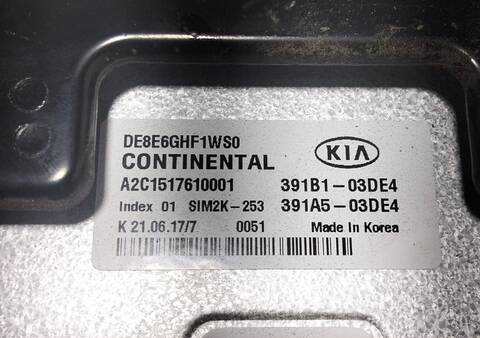 DE8E6GHF1WS0
CONTINENTAL KIA
A2C1517610001 391B1-03DE4
Index 01 SIM2K-253 391A5-03DE4
K 21.06.17/7 0051 Made in Korea